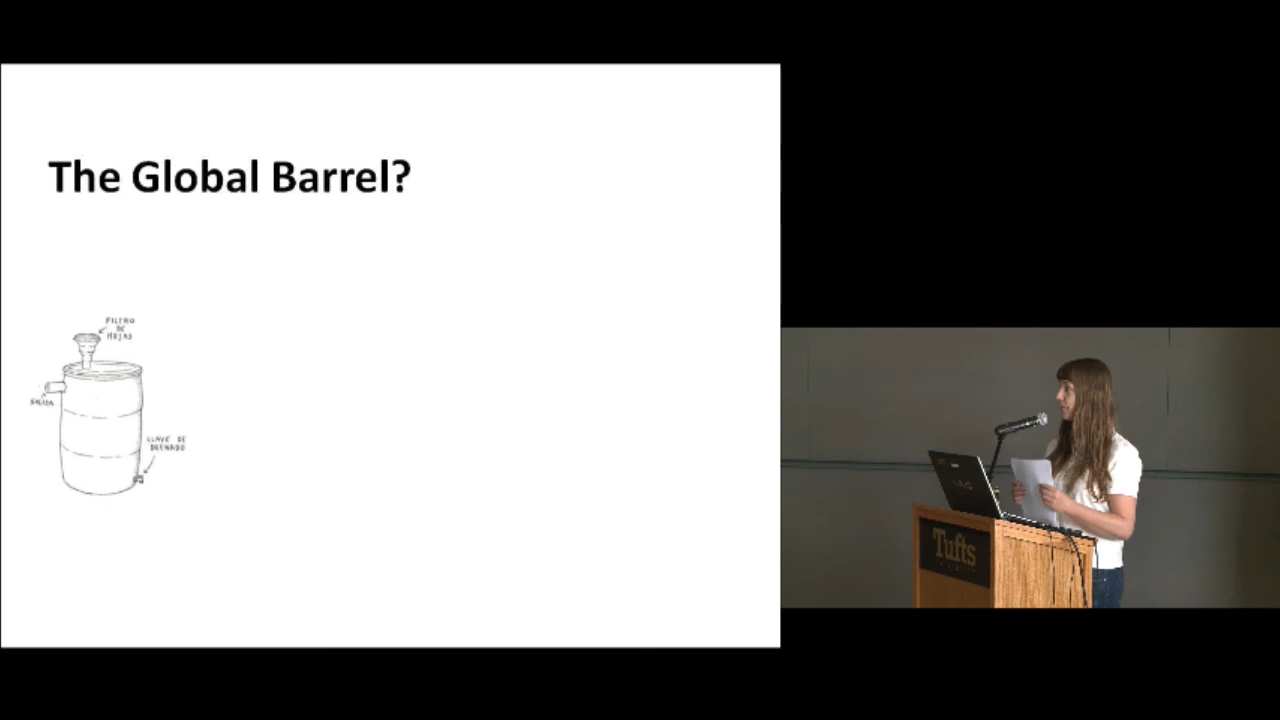 The Global Barrel?
FILTRO
DE
HOJAS
SALIDA
LLAVE DE
DRENADO
Tufts